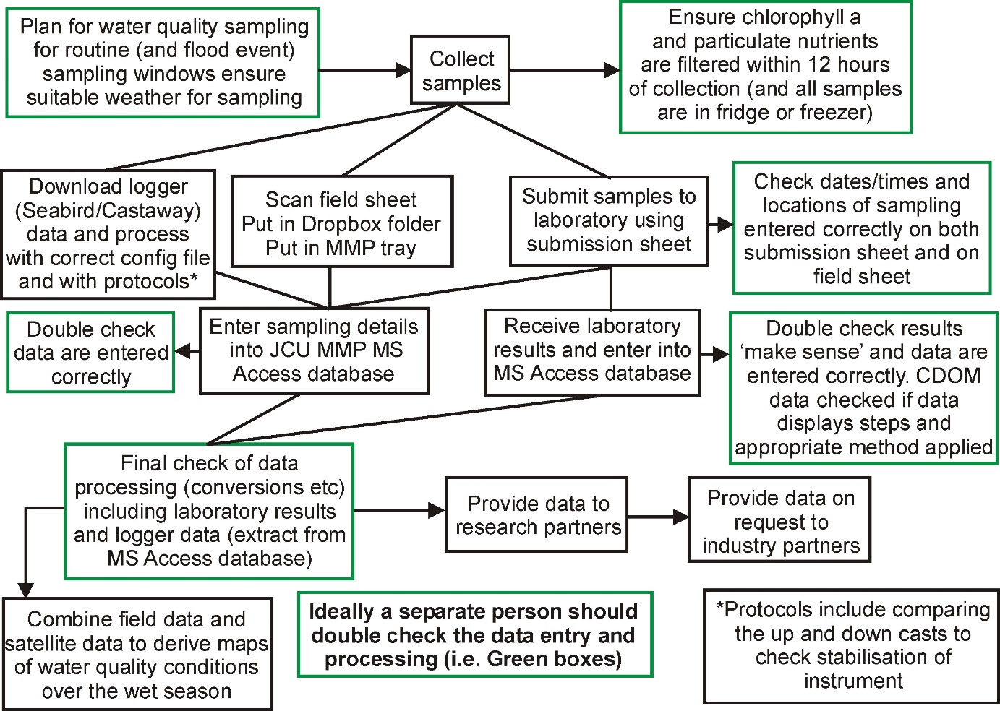 Plan for water quality sampling
for routine (and flood event)
sampling windows ensure
suitable weather for sampling
Collect
samples
Ensure chlorophyll a
and particulate nutrients
are filtered within 12 hours
of collection (and all samples
are in fridge or freezer)
Download logger
(Seabird/Castaway)
data and process
with correct config file
and with protocols*
Scan field sheet
Put in Dropbox folder
Put in MMP tray
Submit samples to
laboratory using
submission sheet
Check dates/times and
locations of sampling
entered correctly on both
submission sheet and on
field sheet
Double check
data are entered
correctly
Enter sampling details
into JCU MMP MS
Access database
Receive laboratory
results and enter into
MS Access database
Double check results
‘make sense’ and data are
entered correctly. CDOM
data checked if data
displays steps and
appropriate method applied
Final check of data
processing (conversions etc)
including laboratory results
and logger data (extract from
MS Access database)
Provide data to
research partners
Provide data on
request to
industry partners
Combine field data and
satellite data to derive maps
of water quality conditions
over the wet season
Ideally a separate person should
double check the data entry and
processing (i.e. Green boxes)
*Protocols include comparing
the up and down casts to
check stabilisation of
instrument